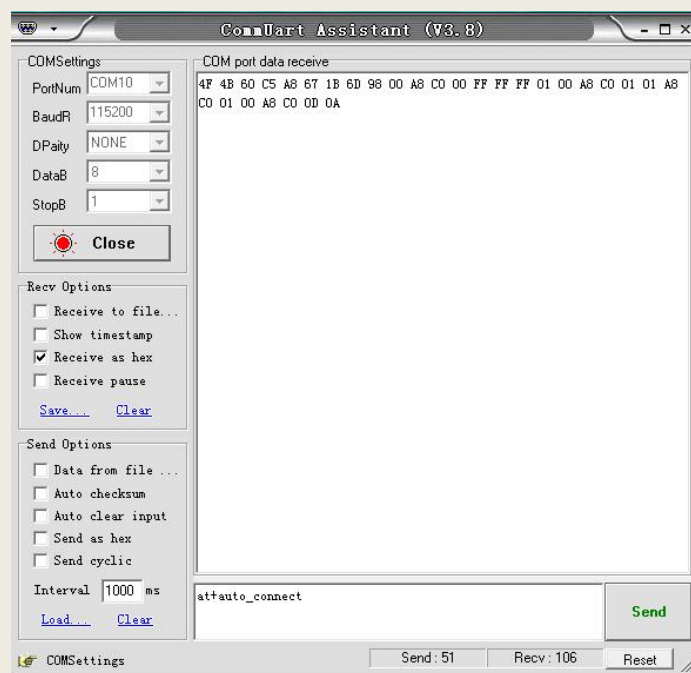 CommUart Assistant (V3.8)
COMSettings
PortNum COM10
BaudR 115200
DPaity NONE
DataB 8
StopB 1
Close
Recv Options
Receive to file...
Show timestamp
Receive as hex
Receive pause
Save... Clear
Send Options
Data from file ...
Auto checksum
Auto clear input
Send as hex
Send cyclic
Interval 1000 ms
Load... Clear
COM port data receive
4F 4B 60 C5 A8 67 1B 6D 98 00 A8 C0 00 FF FF FF 01 00 A8 C0 01 01 A8
C0 01 00 A8 C0 0D 0A
at+auto_connect
Send
COMSettings
Send : 51
Recv : 106
Reset